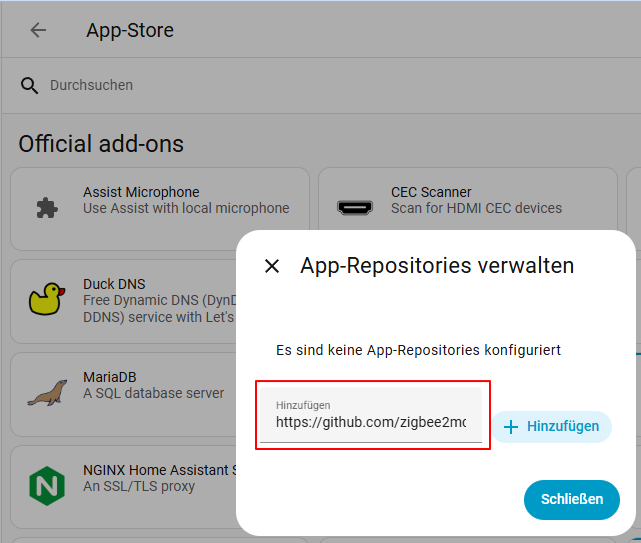 App-Store
Durchsuchen
Official add-ons
Assist Microphone
Use Assist with local microphone
CEC Scanner
Scan for HDMI CEC devices
Duck DNS
Free Dynamic DNS (DynD
DDNS) service with Let's
MariaDB
A SQL database server
NGINX Home Assistant S
An SSL/TLS proxy
App-Repositories verwalten
Es sind keine App-Repositories konfiguriert
Hinzufügen
https://github.com/zigbee2mq
Hinzufügen
Schließen